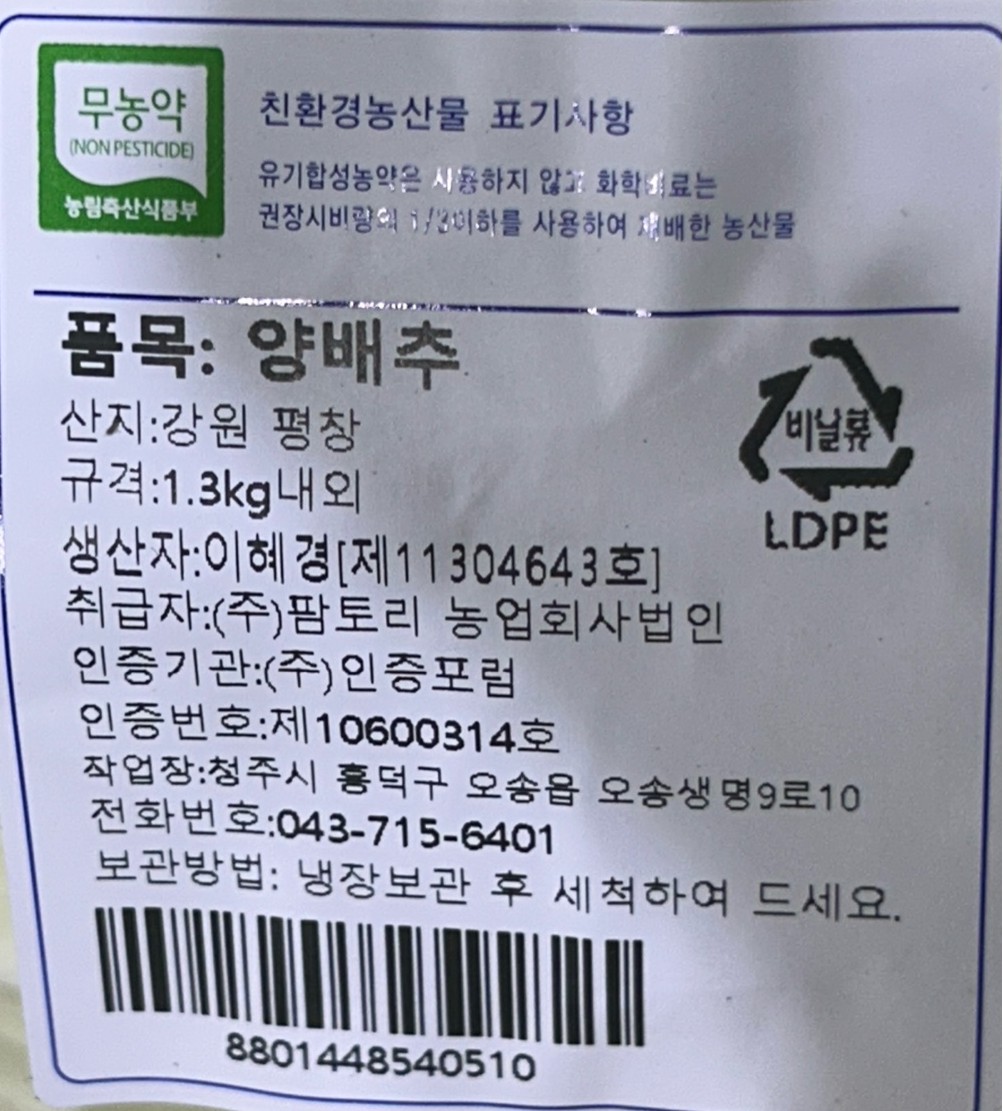 무농약
(NON PESTICIDE)
농림축산식품부
친환경농산물 표기사항
유기합성농약은 사용하지 않고 화학비료는
권장시비량의 1/3이하를 사용하여 재배한 농산물
품목: 양배추
산지:강원 평창
규격:1.3kg내외
비닐류
LDPE
생산자:이혜경[제11304643호]
취급자:(주)팜토리 농업회사법인
인증기관:(주)인증포럼
인증번호:제10600314호
작업장:청주시 흥덕구 오송읍 오송생명9로10
전화번호:043-715-6401
보관방법: 냉장보관 후 세척하여 드세요.
8801448540510